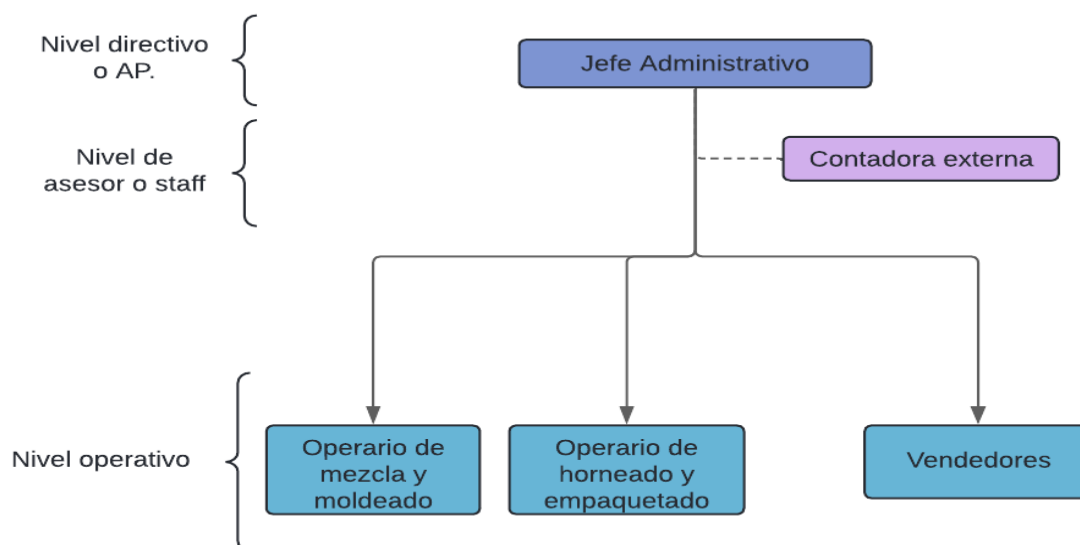 Nivel directivo
o AP.
Jefe Administrativo
Nivel de
asesor o staff
Contadora externa
Nivel operativo
Operario de
mezcla y
moldeado
Operario de
horneado y
empaquetado
Vendedores